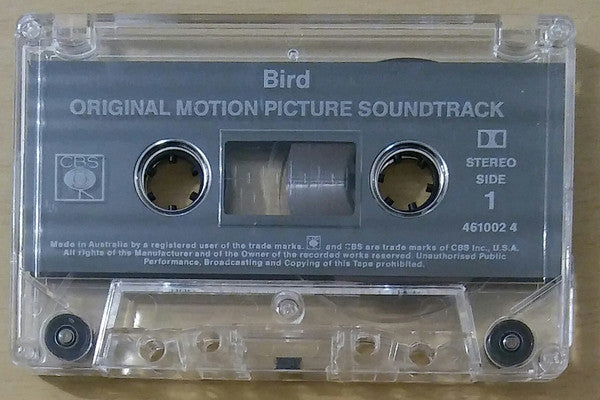 Bird
ORIGINAL MOTION PICTURE SOUNDTRACK
CBS
STEREO
SIDE
1
461002 4
Made in Australia by a registered user of the trade marks. and CBS are trade marks of CBS Inc., U.S.A.
All rights of the Manufacturer and of the Owner of the recorded works reserved. Unauthorised Public
Performance, Broadcasting and Copying of this Tape prohibited.